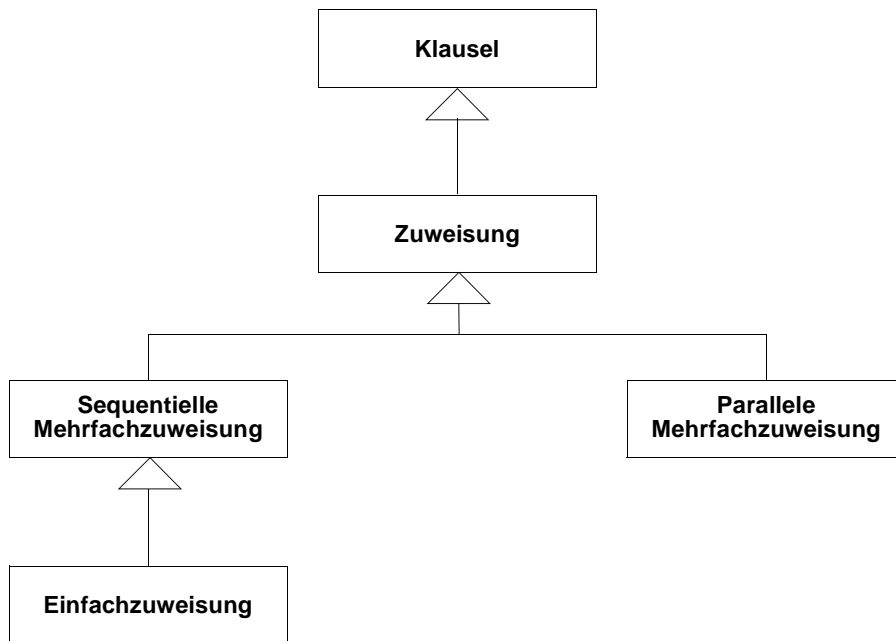 Klausel
Zuweisung
Sequentielle
Mehrfachzuweisung
Parallele
Mehrfachzuweisung
Einfachzuweisung